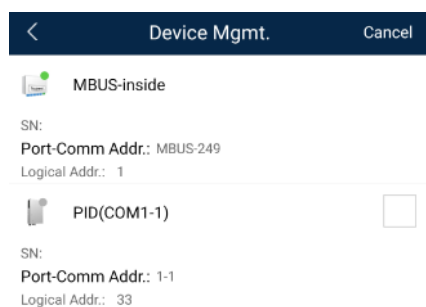 Device Mgmt. Cancel
MBUS-inside
SN:
Port-Comm Addr.: MBUS-249
Logical Addr.: 1
PID(COM1-1)
SN:
Port-Comm Addr.: 1-1
Logical Addr.: 33